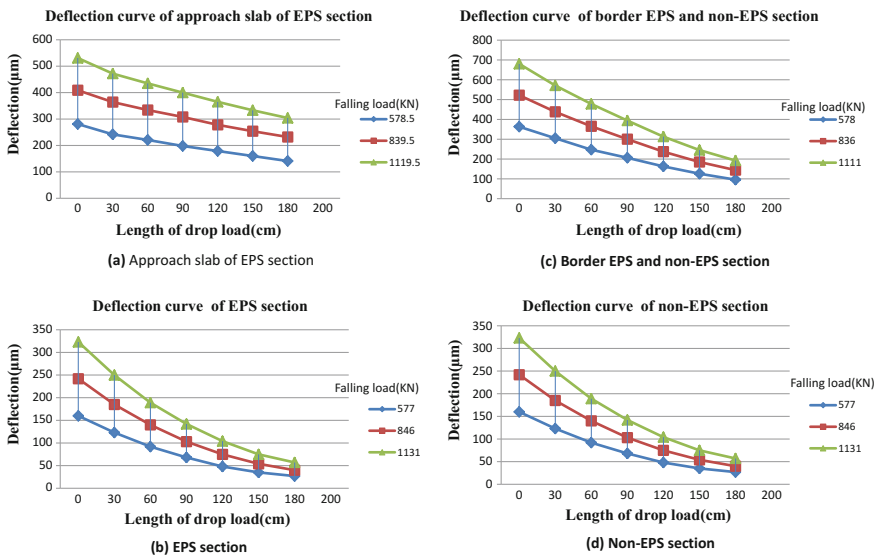 Deflection curve of approach slab of EPS section
600
500
400
300
200
100
0
Deflection(μm)
0 30 60 90 120 150 180 200
Length of drop load(cm)
Falling load(KN)
578.5
839.5
1119.5
(a) Approach slab of EPS section
Deflection curve of border EPS and non-EPS section
800
700
600
500
400
300
200
100
0
Deflection(μm)
0 30 60 90 120 150 180 200
Length of drop load(cm)
Falling load(KN)
578
836
1111
(c) Border EPS and non-EPS section
Deflection curve of EPS section
350
300
250
200
150
100
50
0
Deflection(μm)
0 30 60 90 120 150 180 200
Length of drop load(cm)
Falling load(KN)
577
846
1131
(b) EPS section
Deflection curve of non-EPS section
350
300
250
200
150
100
50
0
Deflection(μm)
0 30 60 90 120 150 180 200
Length of drop load(cm)
Falling load(KN)
577
846
1131
(d) Non-EPS section